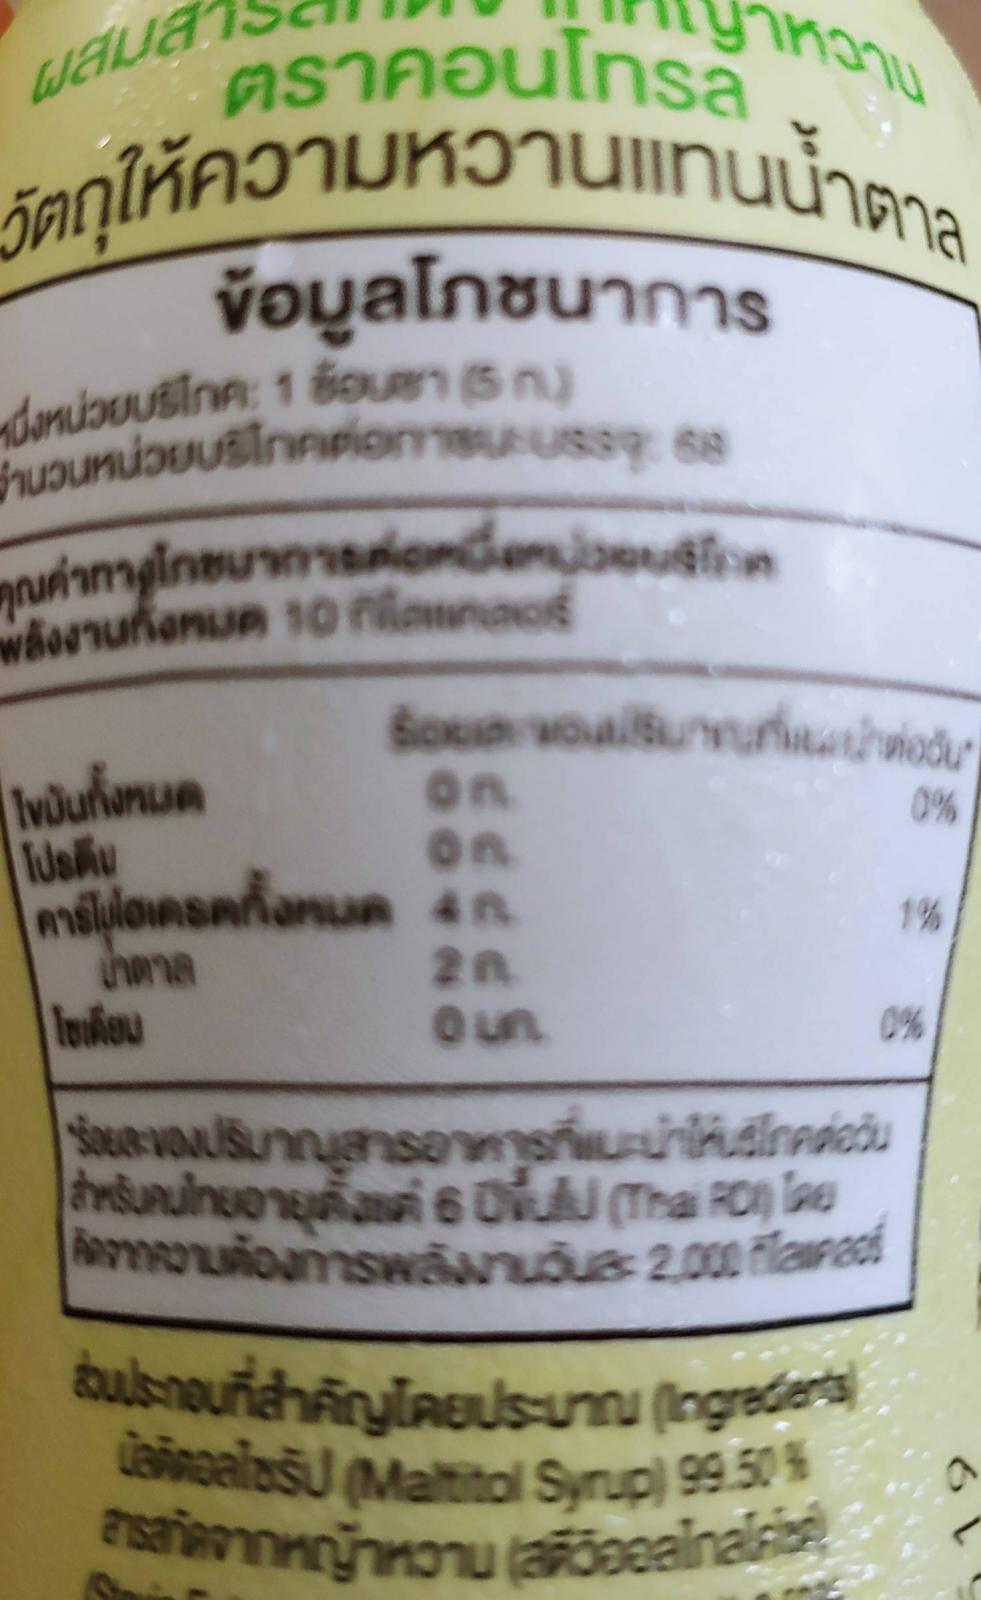 ผสมสารสกัดจากหญ้าหวาน
ตราคอนโทรล
วัตถุให้ความหวานแทนน้ำตาล
ข้อมูลโภชนาการ
หนึ่งหน่วยบริโภค: 1 ช้อนชา (5 ก.)
จำนวนหน่วยบริโภคต่อภาชนะบรรจุ: 68
คุณค่าทางโภชนาการต่อหนึ่งหน่วยบริโภค
พลังงานทั้งหมด 10 กิโลแคลอรี่
ร้อยละของปริมาณที่แนะนำต่อวัน*
ไขมันทั้งหมด 0 ก. 0%
โปรตีน 0 ก.
คาร์โบไฮเดรตทั้งหมด 4 ก. 1%
น้ำตาล 2 ก.
โซเดียม 0 มก. 0%
*ร้อยละของปริมาณสารอาหารที่แนะนำให้บริโภคต่อวัน
สำหรับคนไทยอายุตั้งแต่ 6 ปีขึ้นไป (Thai RDI) โดย
คิดจากความต้องการพลังงานวันละ 2,000 กิโลแคลอรี่
ส่วนประกอบที่สำคัญโดยประมาณ (Ingredients)
มัลติตอลไซรัป (Maltitol Syrup) 99.50 %
สารสกัดจากหญ้าหวาน (สตีวิออลไกลโคไซด์)